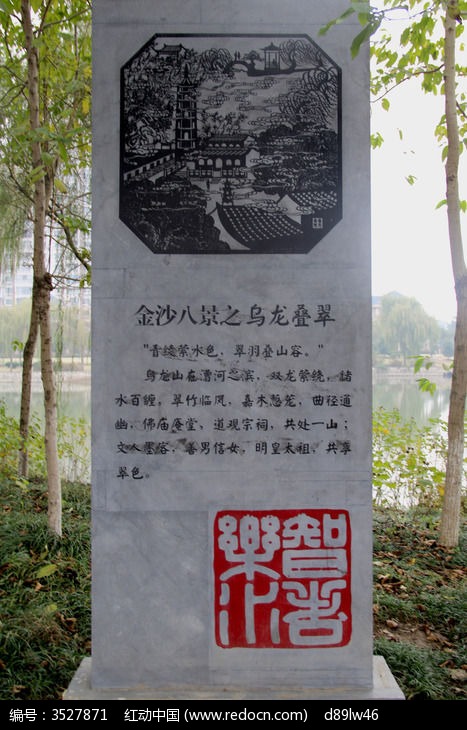 金沙八景之乌龙叠翠
"青绫萦水色，翠羽叠山容。"
乌龙山在漕河之滨，双龙萦绕，諸
水百缠，翠竹临风，嘉木葱茏，曲径通
幽，佛庙庵堂，道观宗祠，共处一山；
文人墨客，善男信女，明皇太祖，共享
翠色。
智者
樂水
编号：3527871 红动中国 (www.redocn.com) d89lw46